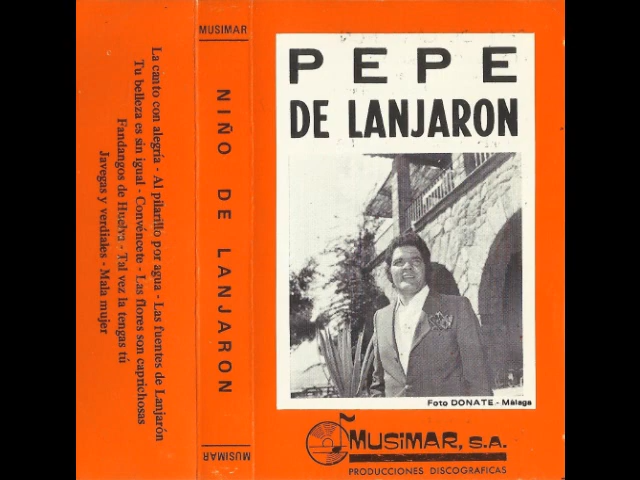 La canto con alegría - Al pilarillo por agua - Las fuentes de Lanjarón
Tu belleza es sin igual - Convéncete - Las flores son caprichosas
Fandangos de Huelva - Tal vez la tengas tú
Javegas y verdiales - Mala mujer
MUSIMAR
NIÑO DE LANJARON
MUSIMAR
PEPE
DE LANJARON
Foto DONATE.- Málaga
MUSIMAR, S.A.
PRODUCCIONES DISCOGRAFICAS